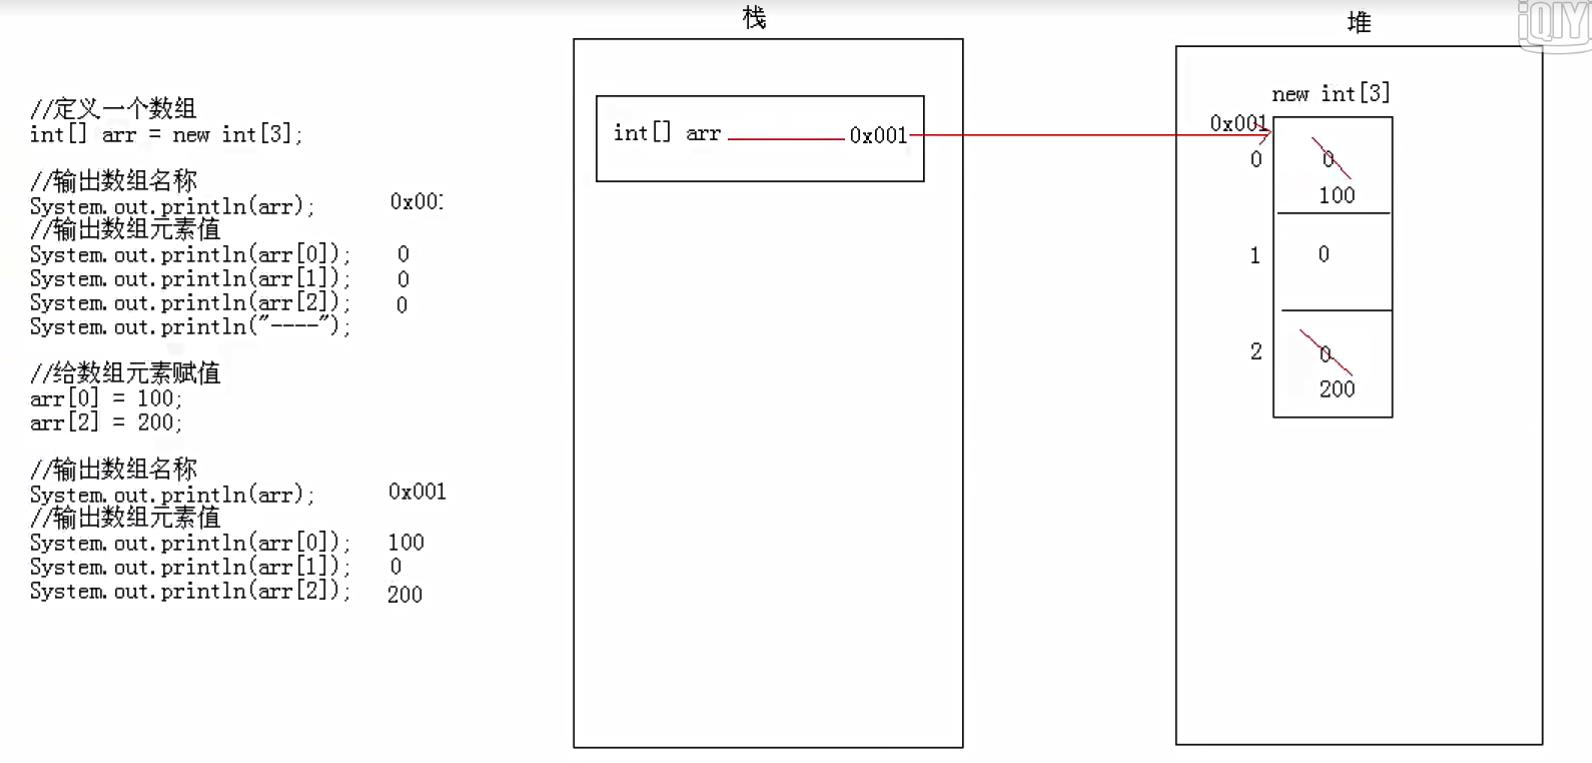 //定义一个数组
int[] arr = new int[3];
//输出数组名称
System.out.println(arr); 0x001
//输出数组元素值
System.out.println(arr[0]); 0
System.out.println(arr[1]); 0
System.out.println(arr[2]); 0
System.out.println("----");
//给数组元素赋值
arr[0] = 100;
arr[2] = 200;
//输出数组名称
System.out.println(arr); 0x001
//输出数组元素值
System.out.println(arr[0]); 100
System.out.println(arr[1]); 0
System.out.println(arr[2]); 200
栈
int[] arr 0x001
堆
new int[3]
0x001
0 0
100
1 0
2 0
200
iQIY